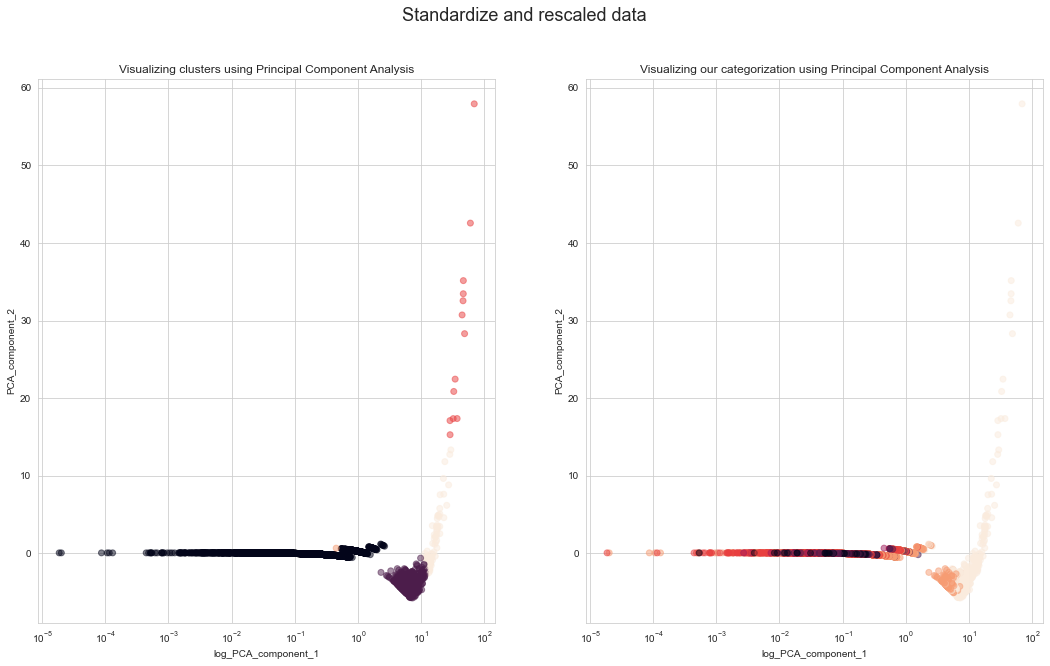 Standardize and rescaled data
Visualizing clusters using Principal Component Analysis
PCA_component_2
60
50
40
30
20
10
0
10⁻⁵ 10⁻⁴ 10⁻³ 10⁻² 10⁻¹ 10⁰ 10¹ 10²
log_PCA_component_1
Visualizing our categorization using Principal Component Analysis
PCA_component_2
60
50
40
30
20
10
0
10⁻⁵ 10⁻⁴ 10⁻³ 10⁻² 10⁻¹ 10⁰ 10¹ 10²
log_PCA_component_1